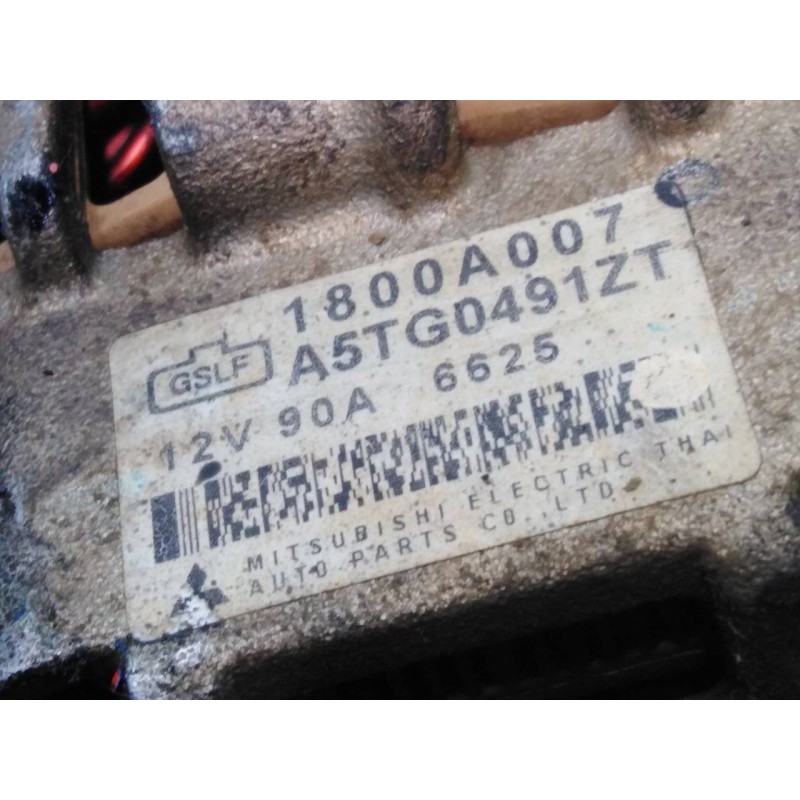 1800A007
A5TG0491ZT
GSLF
12V 90A 6625
MITSUBISHI ELECTRIC THAI
AUTO PARTS CO.,LTD.